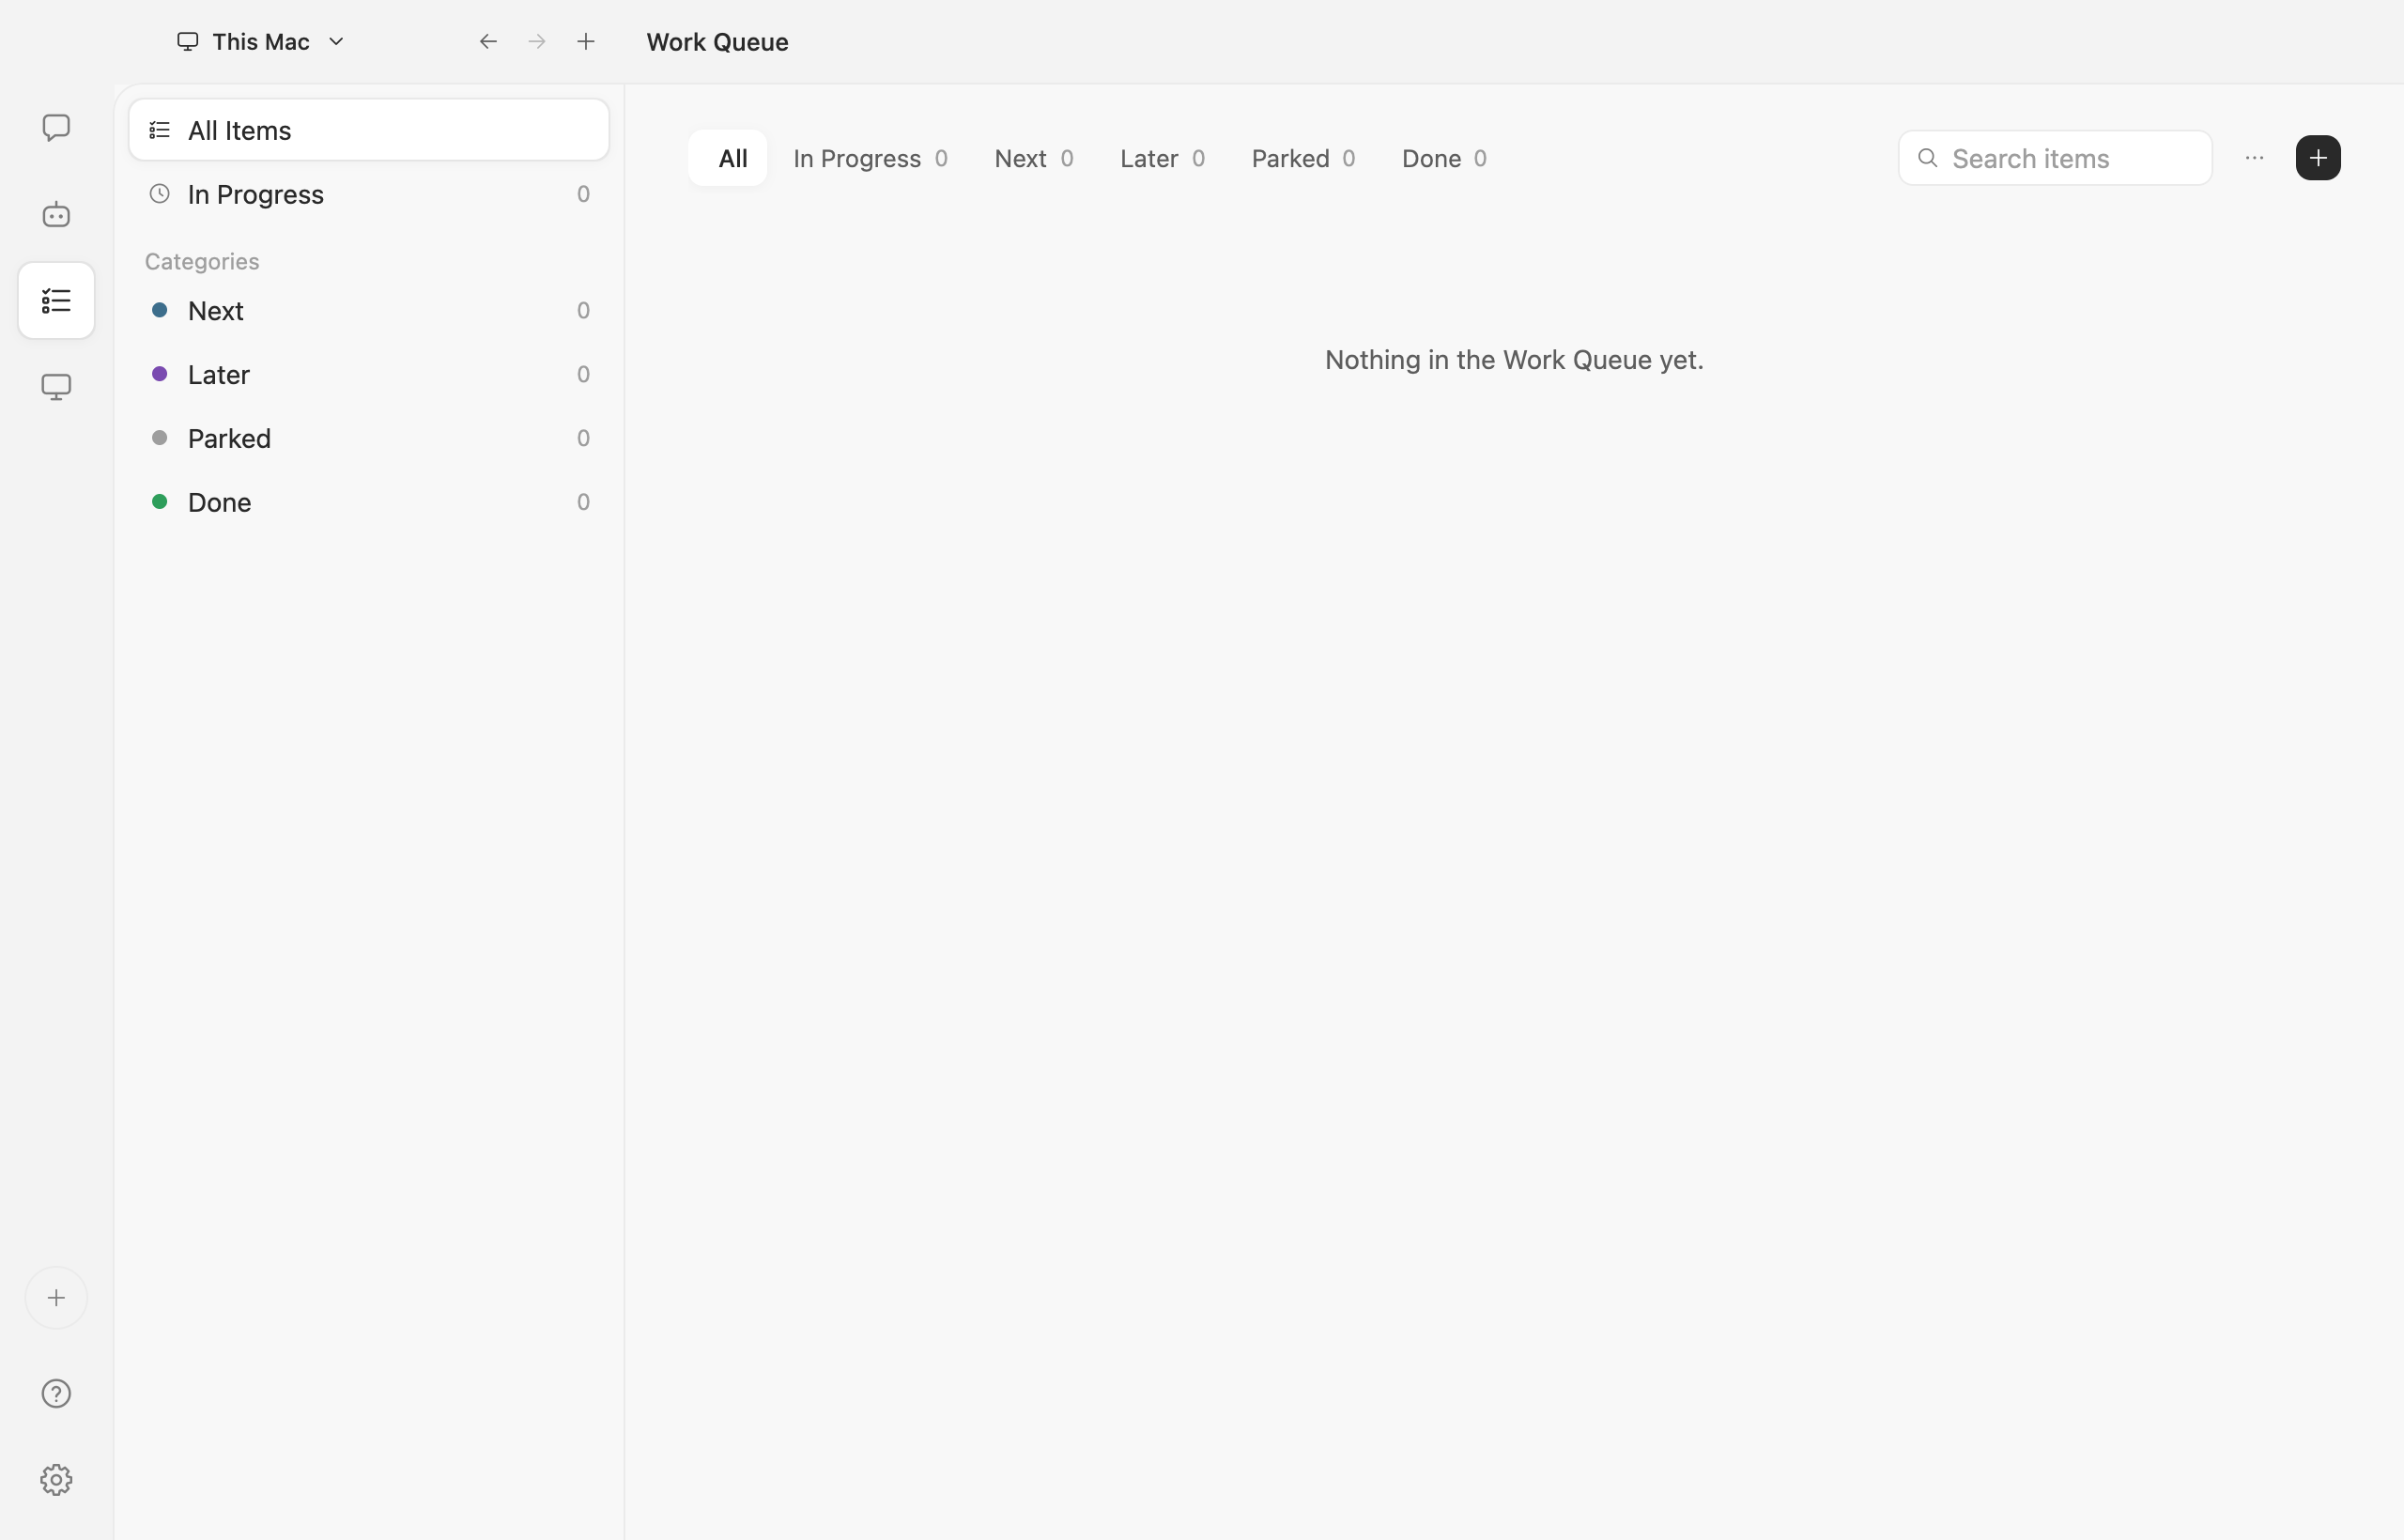 This Mac
Work Queue
All Items
In Progress 0
Categories
Next 0
Later 0
Parked 0
Done 0
All In Progress 0 Next 0 Later 0 Parked 0 Done 0
Search items
Nothing in the Work Queue yet.